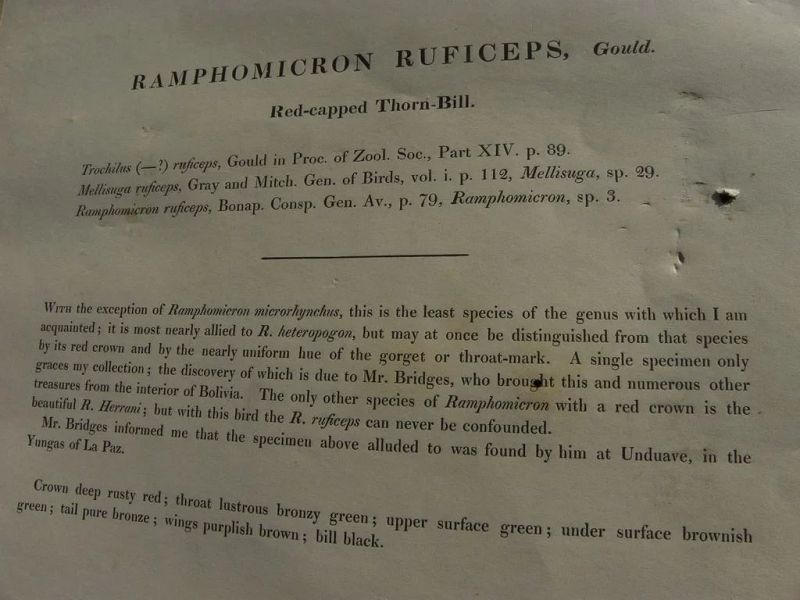 RAMPHOMICRON RUFICEPS, Gould.
Red-capped Thorn-Bill.
Trochilus (—?) ruficeps, Gould in Proc. of Zool. Soc., Part XIV. p. 89.
Mellisuga ruficeps, Gray and Mitch. Gen. of Birds, vol. i. p. 112, Mellisuga, sp. 29.
Ramphomicron ruficeps, Bonap. Consp. Gen. Av., p. 79, Ramphomicron, sp. 3.
WITH the exception of Ramphomicron microrhynchus, this is the least species of the genus with which I am
acquainted; it is most nearly allied to R. heteropogon, but may at once be distinguished from that species
by its red crown and by the nearly uniform hue of the gorget or throat-mark. A single specimen only
graces my collection; the discovery of which is due to Mr. Bridges, who brought this and numerous other
treasures from the interior of Bolivia. The only other species of Ramphomicron with a red crown is the
beautiful R. Herrani; but with this bird the R. ruficeps can never be confounded.
Mr. Bridges informed me that the specimen above alluded to was found by him at Unduave, in the
Yungas of La Paz.
Crown deep rusty red; throat lustrous bronzy green; upper surface green; under surface brownish
green; tail pure bronze; wings purplish brown; bill black.